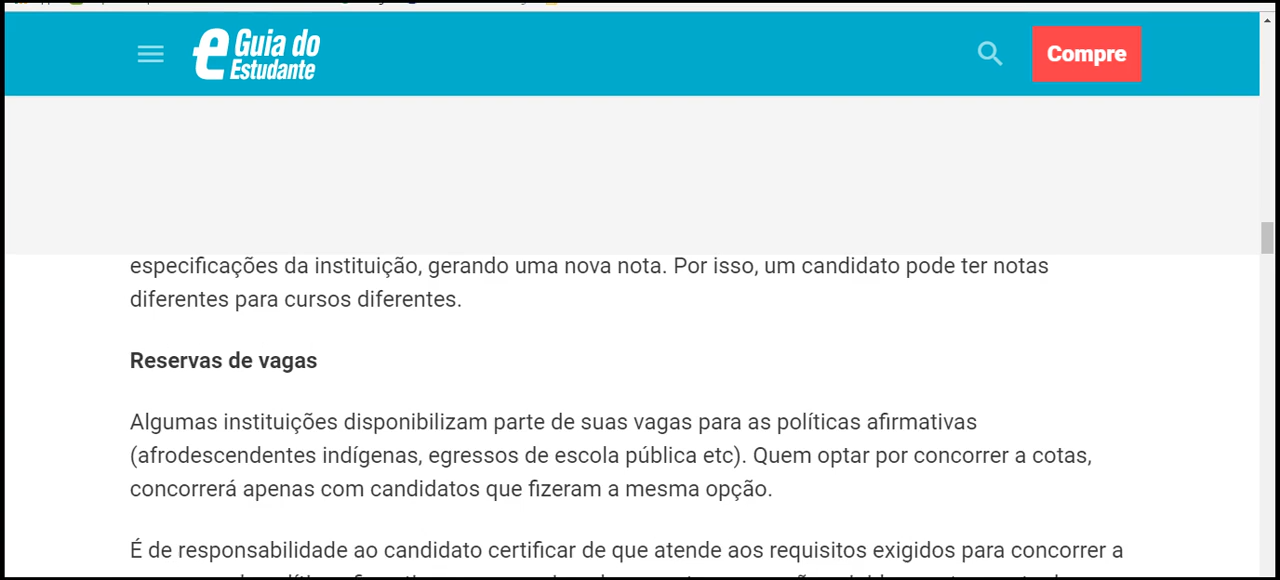 Guia do
Estudante
Compre
especificações da instituição, gerando uma nova nota. Por isso, um candidato pode ter notas
diferentes para cursos diferentes.
Reservas de vagas
Algumas instituições disponibilizam parte de suas vagas para as políticas afirmativas
(afrodescendentes indígenas, egressos de escola pública etc). Quem optar por concorrer a cotas,
concorrerá apenas com candidatos que fizeram a mesma opção.
É de responsabilidade ao candidato certificar de que atende aos requisitos exigidos para concorrer a